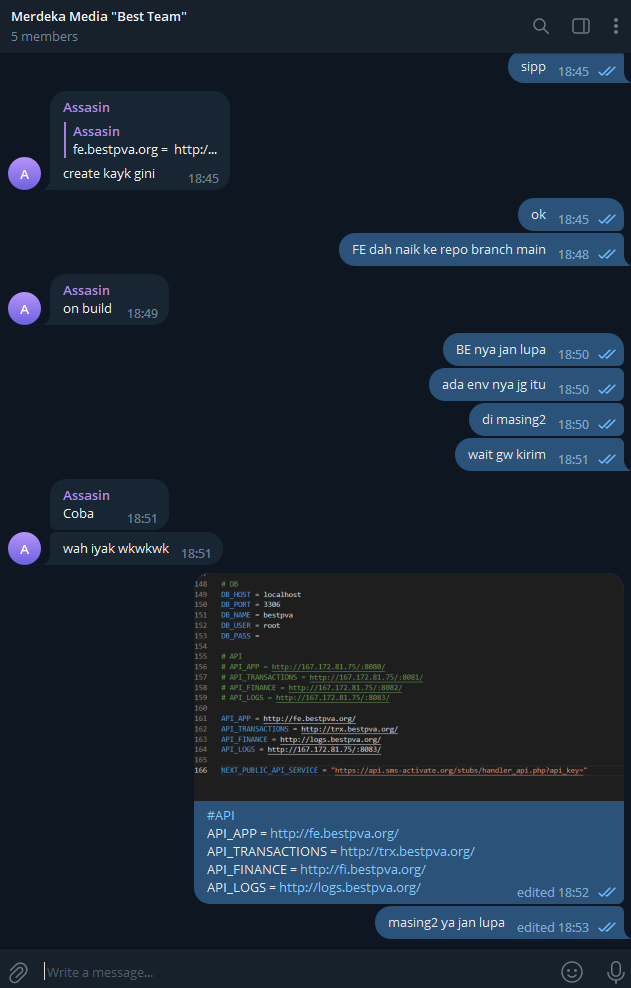 Merdeka Media "Best Team"
5 members
sipp 18:45
Assasin
Assasin
fe.bestpva.org = http:/...
create kayk gini 18:45
A
ok 18:45
FE dah naik ke repo branch main 18:48
Assasin
on build 18:49
A
BE nya jan lupa 18:50
ada env nya jg itu 18:50
di masing2 18:50
wait gw kirim 18:51
Assasin
Coba 18:51
wah iyak wkwkwk 18:51
A
148 # DB
149 DB_HOST = localhost
150 DB_PORT = 3306
151 DB_NAME = bestpva
152 DB_USER = root
153 DB_PASS =
154
155 # API
156 # API_APP = http://167.172.81.75/:8080/
157 # API_TRANSACTIONS = http://167.172.81.75/:8081/
158 # API_FINANCE = http://167.172.81.75/:8082/
159 # API_LOGS = http://167.172.81.75/:8083/
160
161 API_APP = http://fe.bestpva.org/
162 API_TRANSACTIONS = http://trx.bestpva.org/
163 API_FINANCE = http://logs.bestpva.org/
164 API_LOGS = http://167.172.81.75/:8083/
165
166 NEXT_PUBLIC_API_SERVICE = "https://api.sms-activate.org/stubs/handler_api.php?api_key="
#API
API_APP = http://fe.bestpva.org/
API_TRANSACTIONS = http://trx.bestpva.org/
API_FINANCE = http://fi.bestpva.org/
API_LOGS = http://logs.bestpva.org/
edited 18:52
masing2 ya jan lupa edited 18:53
Write a message...